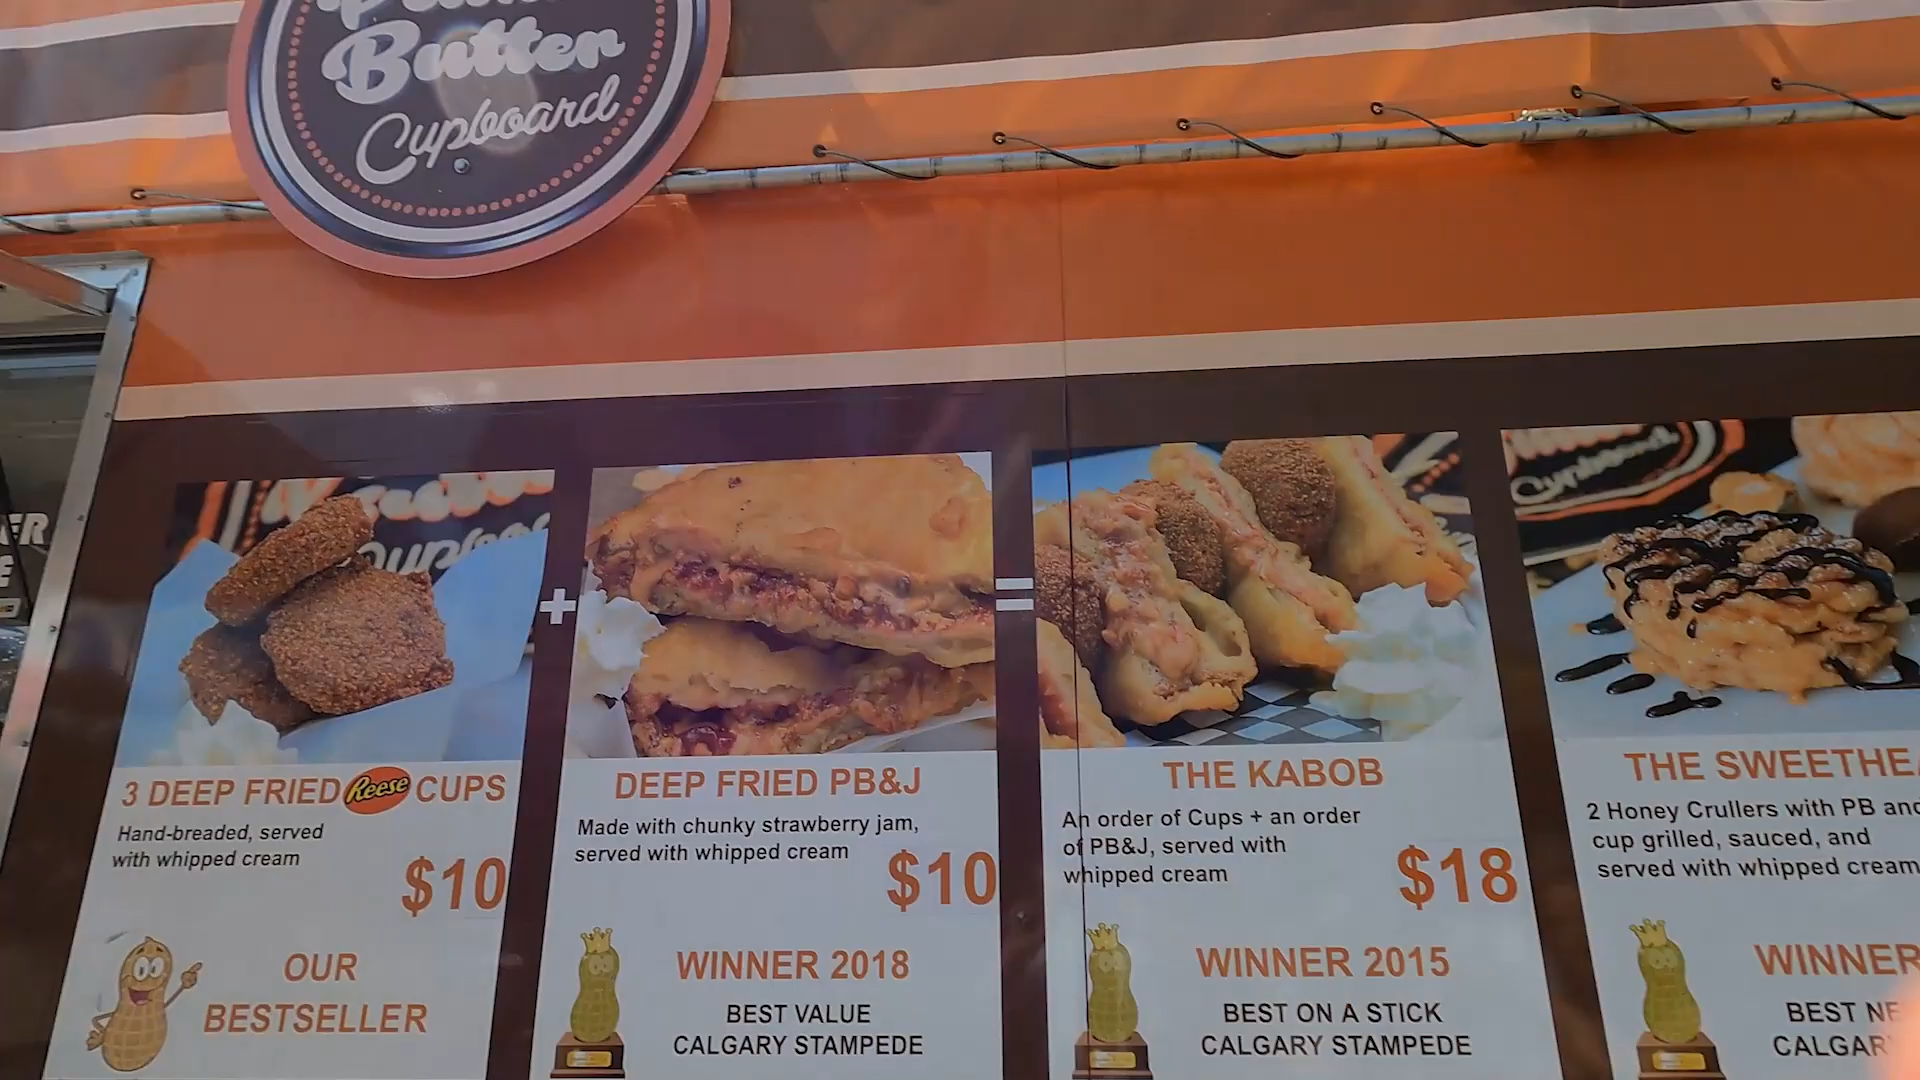 Butter
Cupboard
3 DEEP FRIED Reese CUPS
Hand-breaded, served
with whipped cream
$10
OUR
BESTSELLER
+
DEEP FRIED PB&J
Made with chunky strawberry jam,
served with whipped cream
$10
WINNER 2018
BEST VALUE
CALGARY STAMPEDE
=
THE KABOB
An order of Cups + an order
of PB&J, served with
whipped cream
$18
WINNER 2015
BEST ON A STICK
CALGARY STAMPEDE
Cupboard
THE
2 Honey Crullers with PB and
cup grilled, sauced, and
served with whipped cream
WINNER
BEST